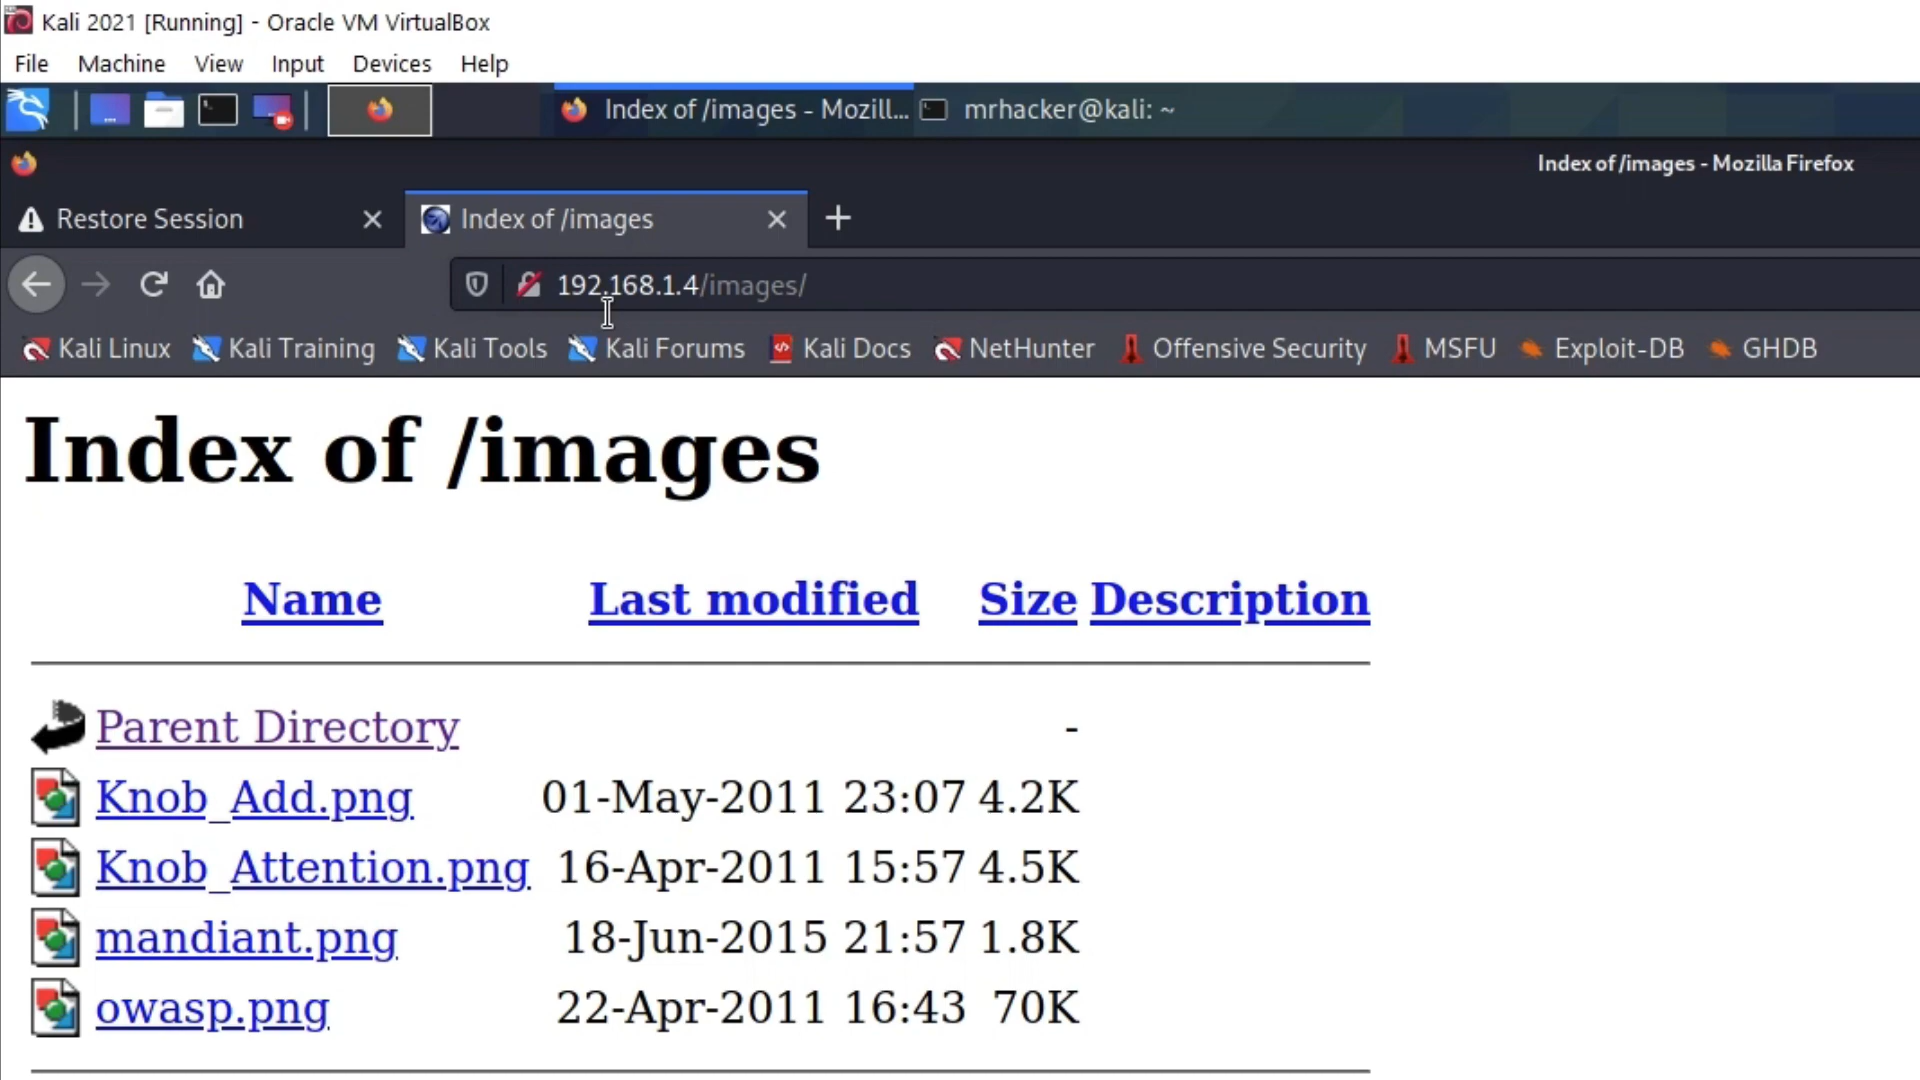 Kali 2021 [Running] - Oracle VM VirtualBox
File Machine View Input Devices Help
Index of /images - Mozill... mrhacker@kali: ~
Index of /images - Mozilla Firefox
Restore Session Index of /images
192.168.1.4/images/
Kali Linux Kali Training Kali Tools Kali Forums Kali Docs NetHunter Offensive Security MSFU Exploit-DB GHDB
Index of /images
Name Last modified Size Description
Parent Directory -
Knob_Add.png 01-May-2011 23:07 4.2K
Knob_Attention.png 16-Apr-2011 15:57 4.5K
mandiant.png 18-Jun-2015 21:57 1.8K
owasp.png 22-Apr-2011 16:43 70K